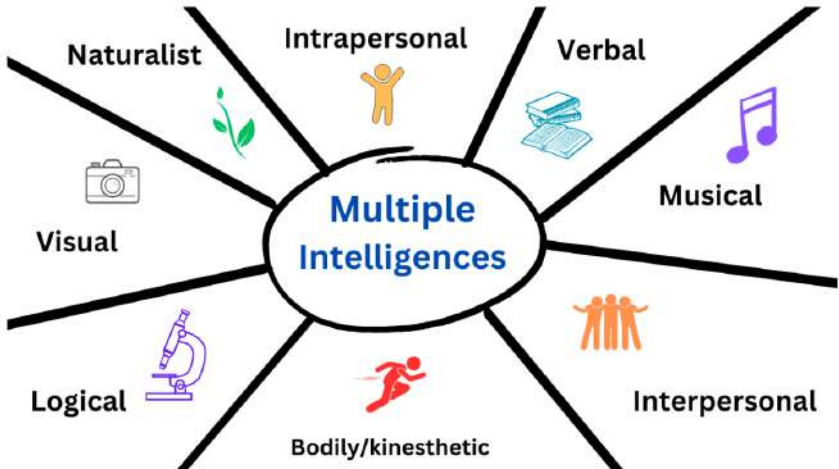 Naturalist
Intrapersonal
Verbal
Musical
Visual
Multiple
Intelligences
Logical
Bodily/kinesthetic
Interpersonal